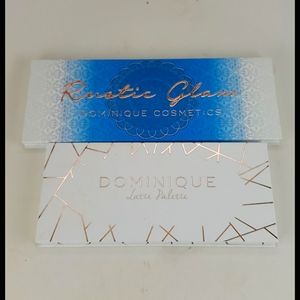 Rustic Glam
DOMINIQUE COSMETICS
DOMINIQUE
Latte Palette